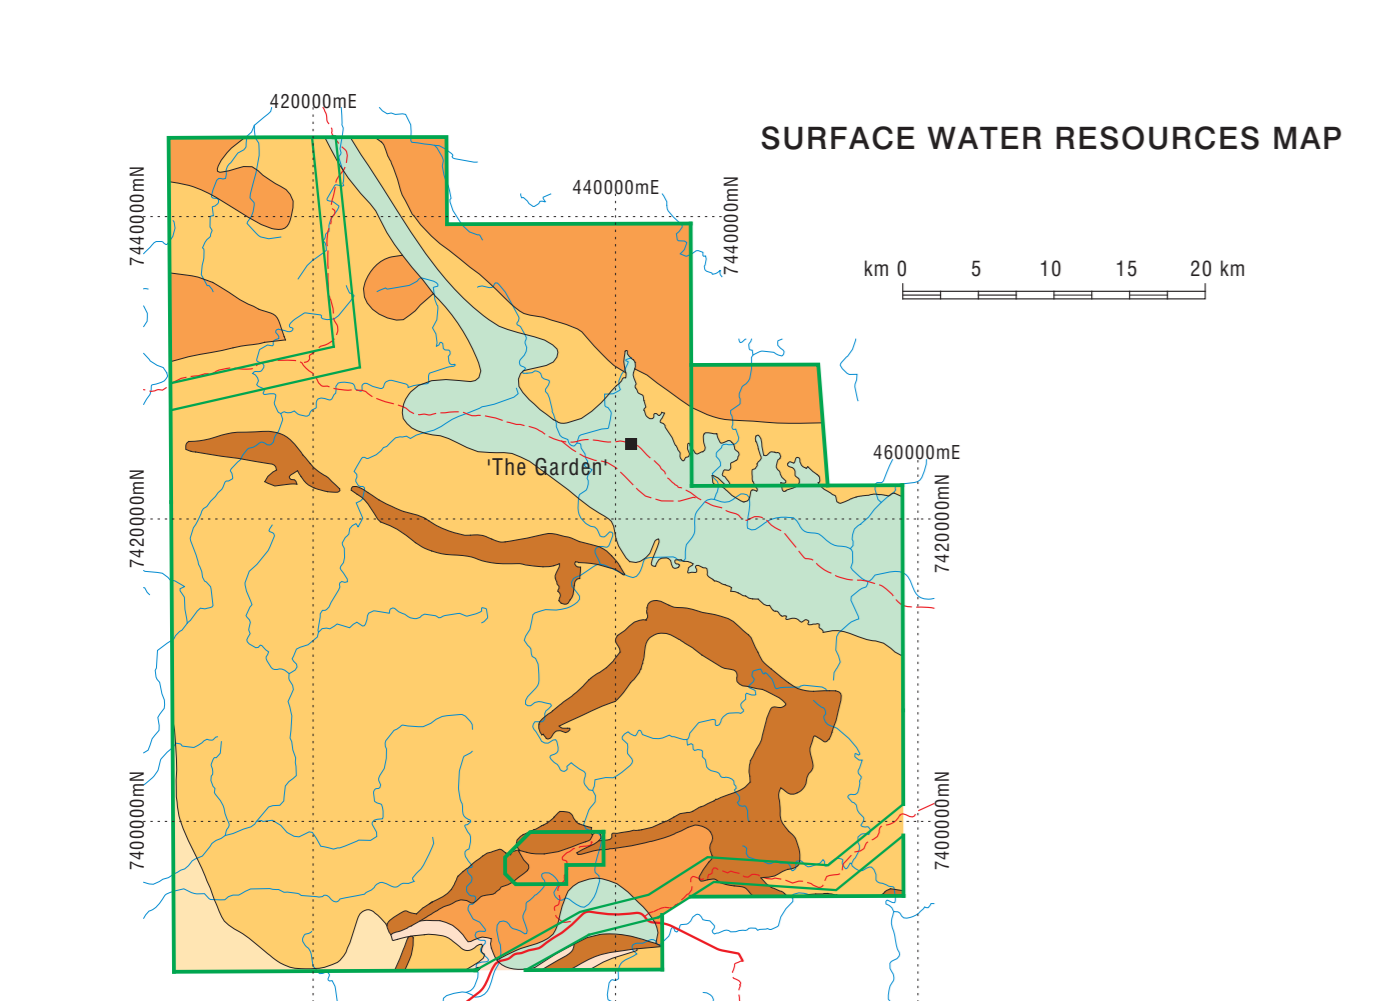 420000mE
SURFACE WATER RESOURCES MAP
7440000mN
440000mE
7440000mN
km 0 5 10 15 20 km
460000mE
'The Garden'
7420000mN
7420000mN
7400000mN
7400000mN